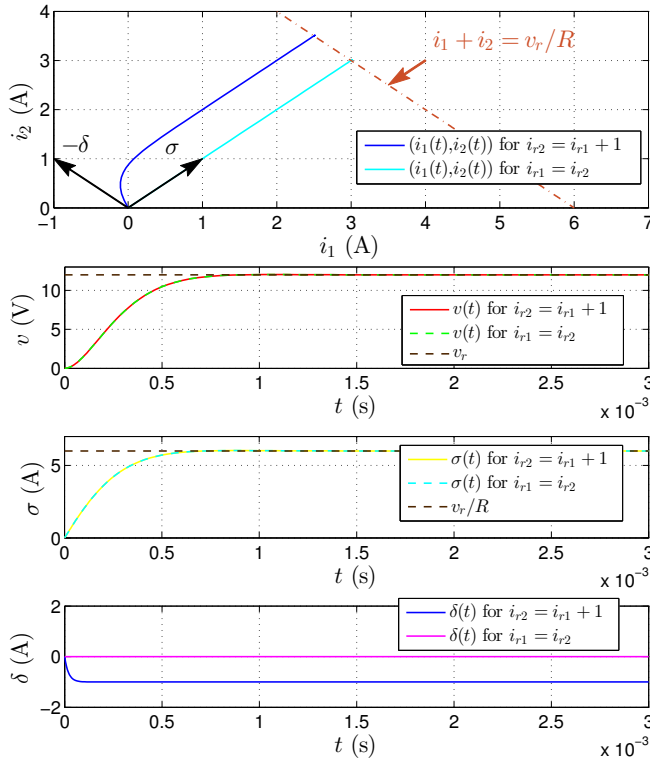 4
3
2
1
0
i₂ (A)
−δ
σ
i₁ + i₂ = vᵣ/R
(i₁(t),i₂(t)) for iᵣ₂ = iᵣ₁ + 1
(i₁(t),i₂(t)) for iᵣ₁ = iᵣ₂
−1 0 1 2 3 4 5 6 7
i₁ (A)
10
5
0
v (V)
v(t) for iᵣ₂ = iᵣ₁ + 1
v(t) for iᵣ₁ = iᵣ₂
vᵣ
0 0.5 1 1.5 2 2.5 3
t (s)
x 10⁻³
5
0
σ (A)
σ(t) for iᵣ₂ = iᵣ₁ + 1
σ(t) for iᵣ₁ = iᵣ₂
vᵣ/R
0 0.5 1 1.5 2 2.5 3
t (s)
x 10⁻³
2
0
−2
δ (A)
δ(t) for iᵣ₂ = iᵣ₁ + 1
δ(t) for iᵣ₁ = iᵣ₂
0 0.5 1 1.5 2 2.5 3
t (s)
x 10⁻³